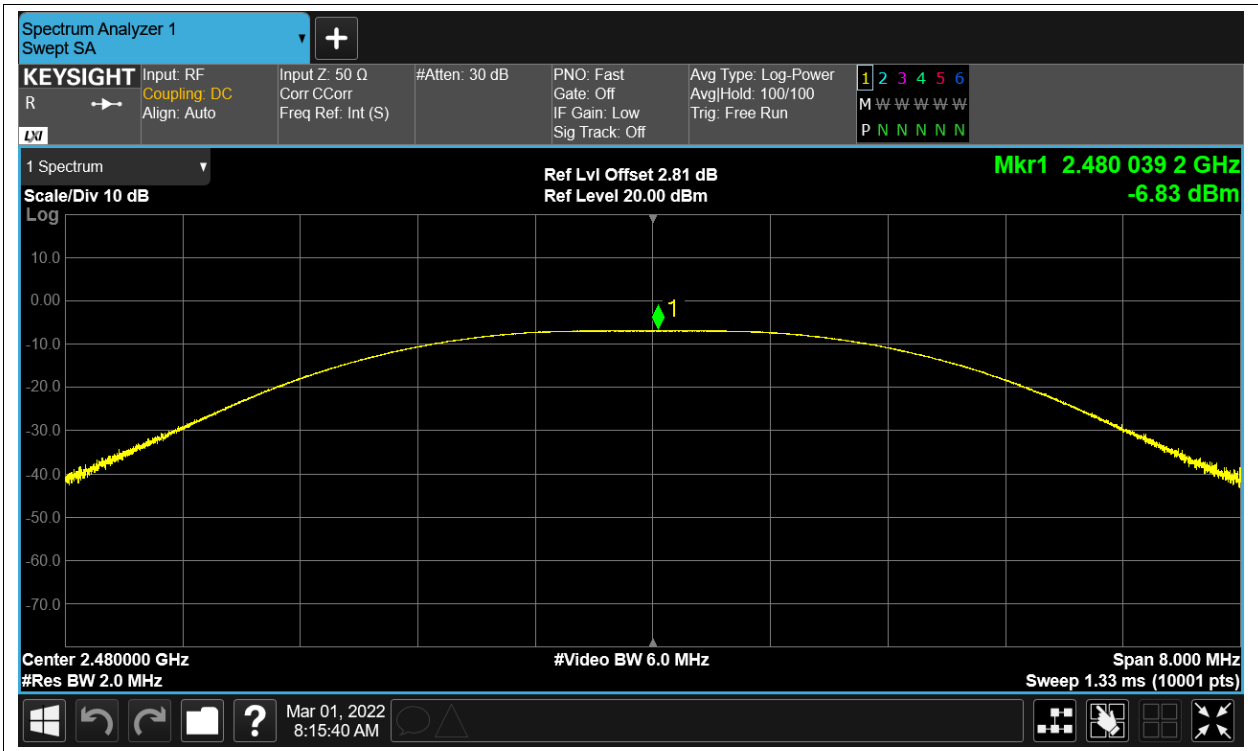 Spectrum Analyzer 1
Swept SA
KEYSIGHT
R
LXI
Input: RF
Coupling: DC
Align: Auto
Input Z: 50 Ω
Corr CCorr
Freq Ref: Int (S)
#Atten: 30 dB
PNO: Fast
Gate: Off
IF Gain: Low
Sig Track: Off
Avg Type: Log-Power
Avg|Hold: 100/100
Trig: Free Run
1 2 3 4 5 6
M W W W W W
P N N N N N
1 Spectrum
Scale/Div 10 dB
Log
Ref Lvl Offset 2.81 dB
Ref Level 20.00 dBm
Mkr1 2.480 039 2 GHz
-6.83 dBm
10.0
0.00
-10.0
-20.0
-30.0
-40.0
-50.0
-60.0
-70.0
1
Center 2.480000 GHz
#Res BW 2.0 MHz
#Video BW 6.0 MHz
Span 8.000 MHz
Sweep 1.33 ms (10001 pts)
?
Mar 01, 2022
8:15:40 AM